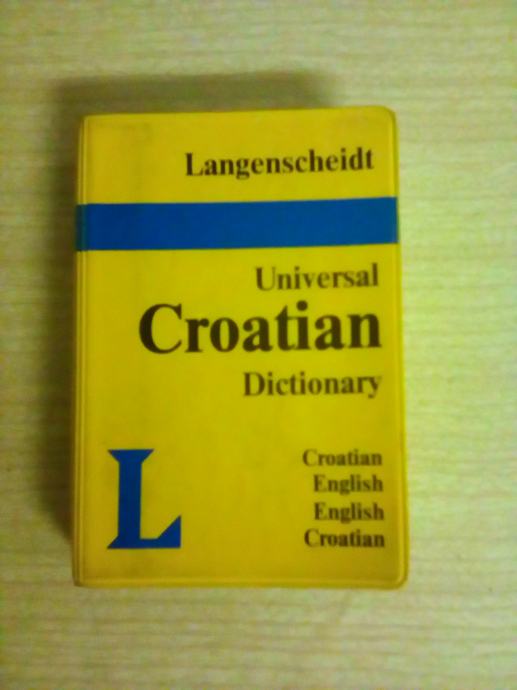 Langenscheidt
Universal
Croatian
Dictionary
L
Croatian
English
English
Croatian